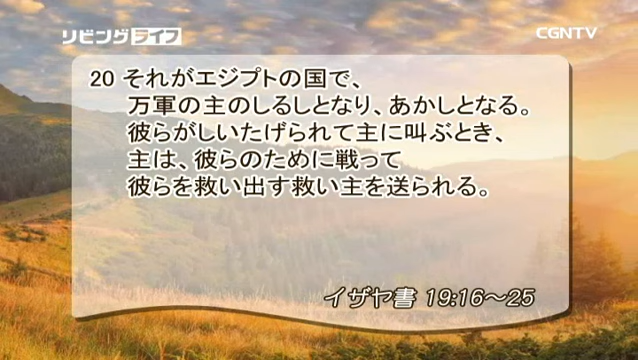 リビングライフ
CGNTV
20 それがエジプトの国で、
万軍の主のしるしとなり、あかしとなる。
彼らがしいたげられて主に叫ぶとき、
主は、彼らのために戦って
彼らを救い出す救い主を送られる。
イザヤ書 19:16～25